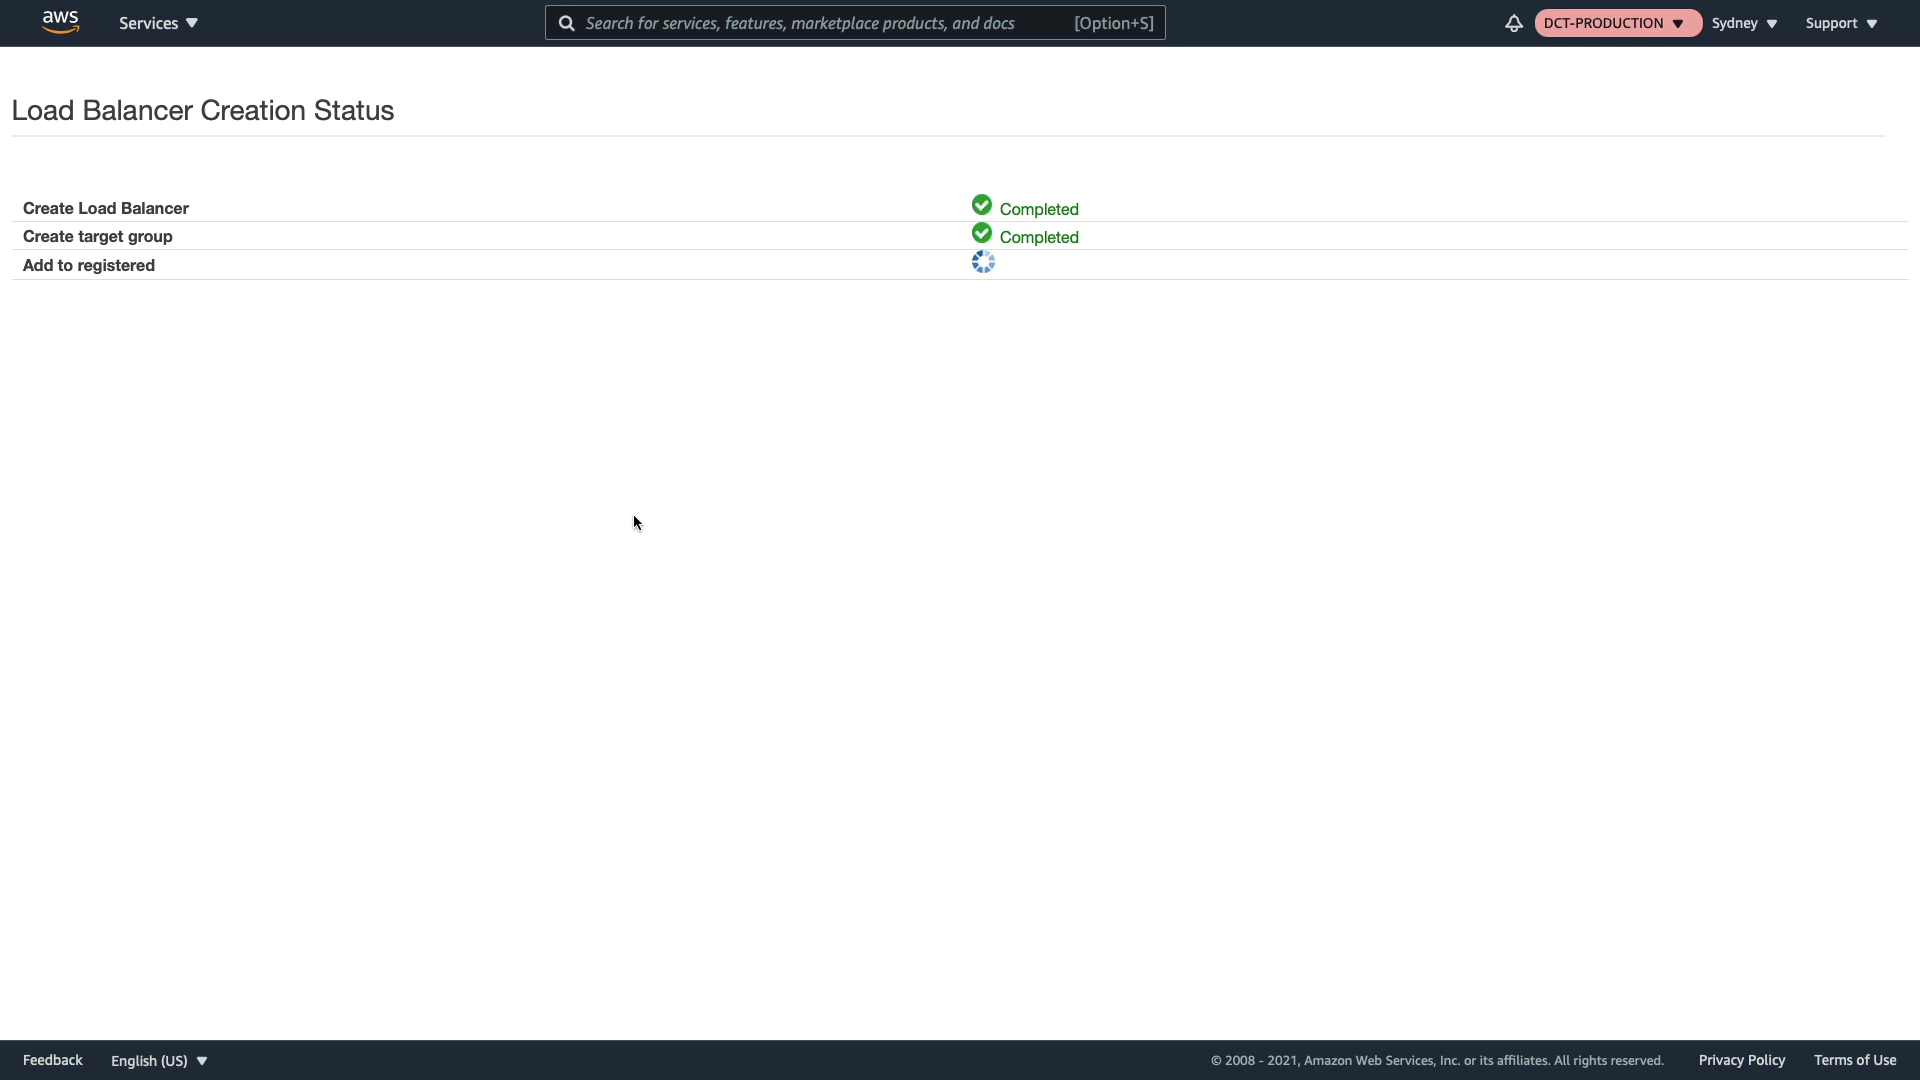 aws Services Search for services, features, marketplace products, and docs [Option+S] DCT-PRODUCTION Sydney Support
Load Balancer Creation Status
Create Load Balancer Completed
Create target group Completed
Add to registered
Feedback English (US) © 2008 - 2021, Amazon Web Services, Inc. or its affiliates. All rights reserved. Privacy Policy Terms of Use